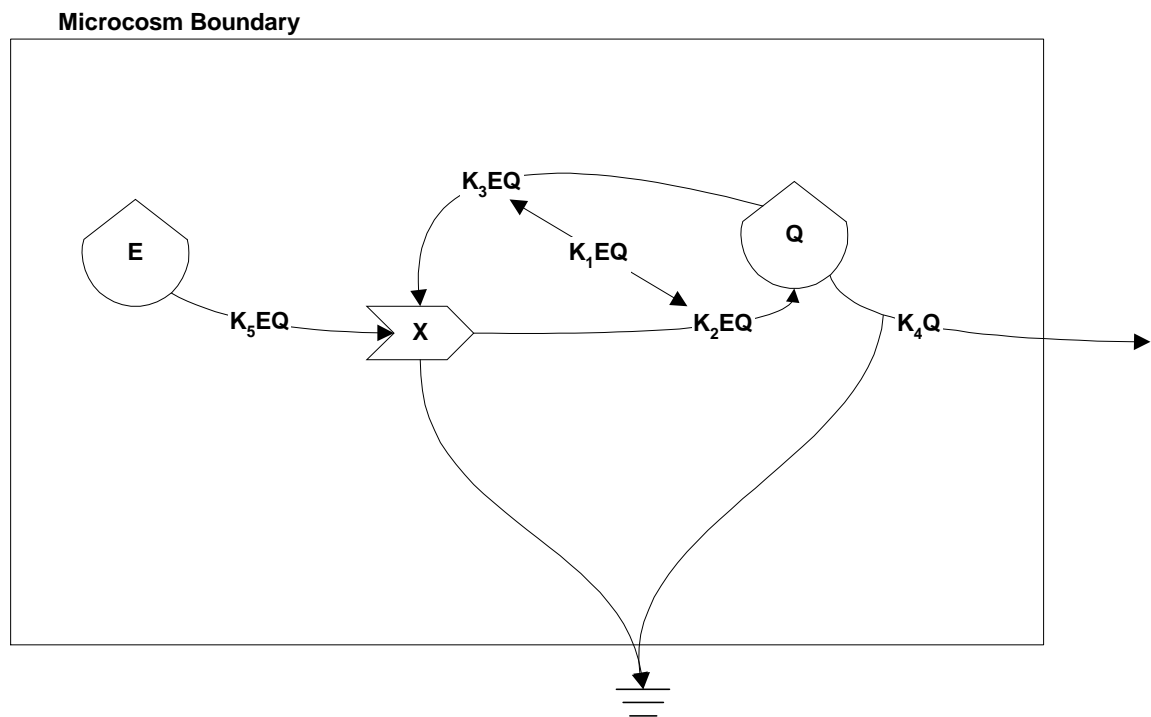 Microcosm Boundary
K₃EQ
Q
E
K₁EQ
K₅EQ
X
K₂EQ
K₄Q